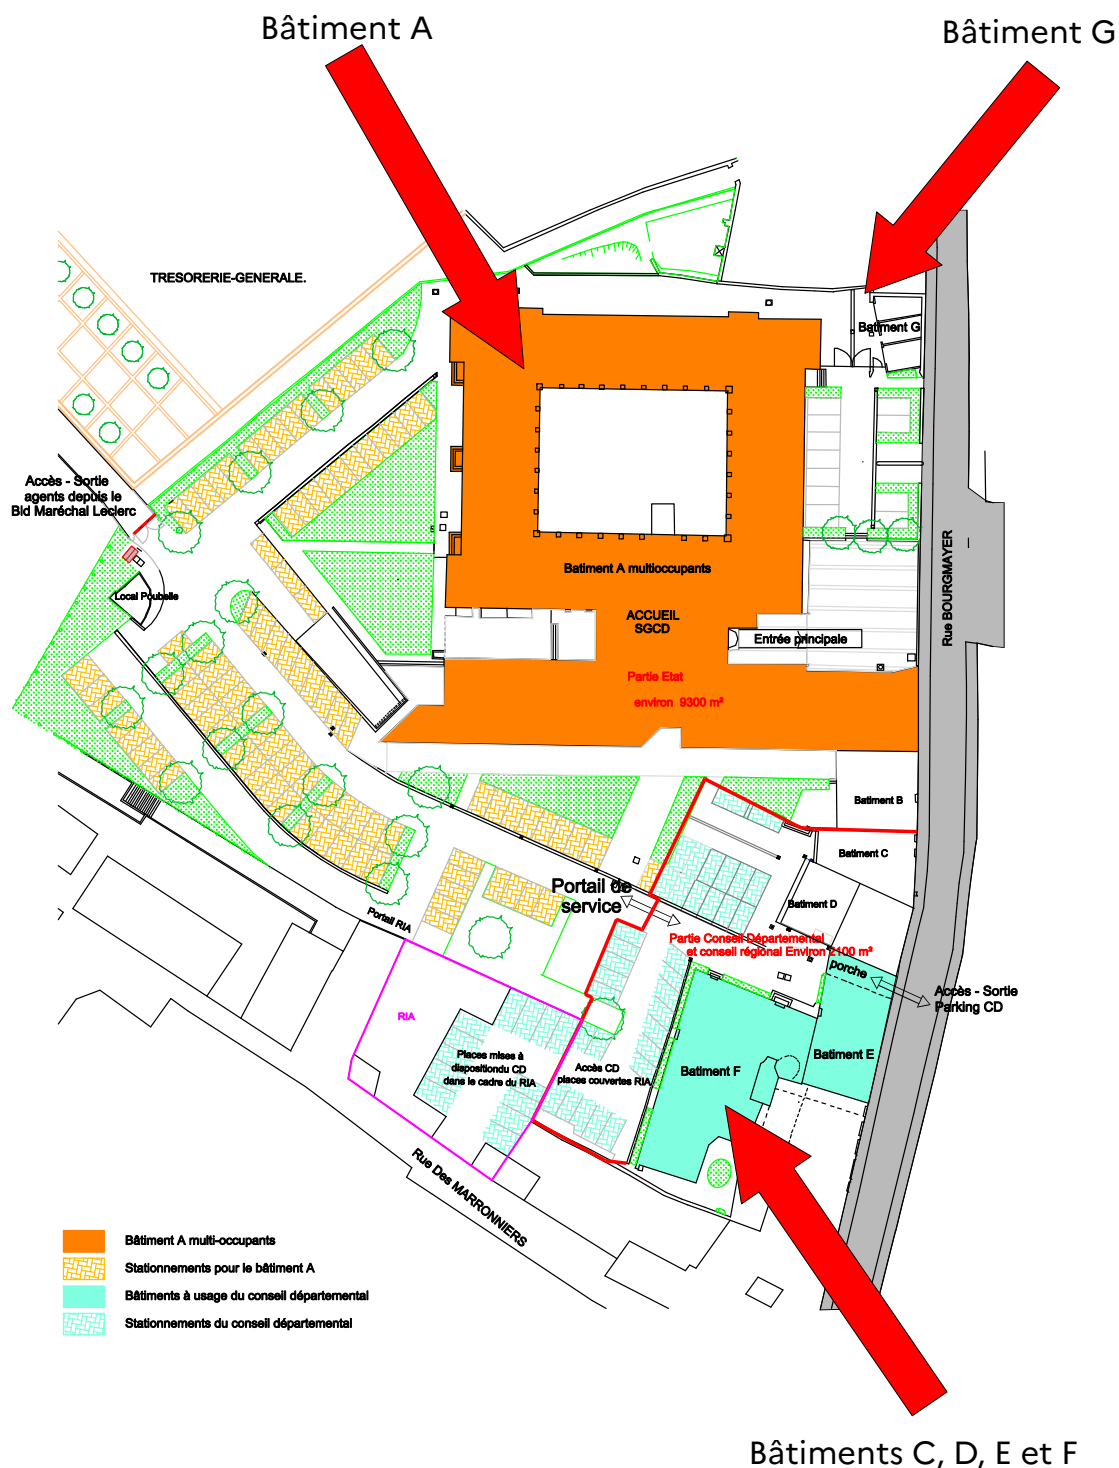 Bâtiment A
Bâtiment G
TRESORERIE-GENERALE.
Batiment G
Accès - Sortie
agents depuis le
Bld Maréchal Leclerc
Rue BOURGMAYER
Batiment A multioccupants
Local Poubelle
ACCUEIL
SGCD
Entrée principale
Partie Etat
environ 9300 m²
Batiment B
Batiment C
Portail de
service
Batiment D
Portail RIA
Partie Conseil Départemental
et conseil régional Environ 2100 m²
porche
Accès - Sortie
Parking CD
RIA
Places mises à
dispositiondu CD
dans le cadre du RIA
Accès CD
places couvertes RIA
Batiment F
Batiment E
Rue Des MARRONNIERS
Bâtiment A multi-occupants
Stationnements pour le bâtiment A
Bâtiments à usage du conseil départemental
Stationnements du conseil départemental
Bâtiments C, D, E et F